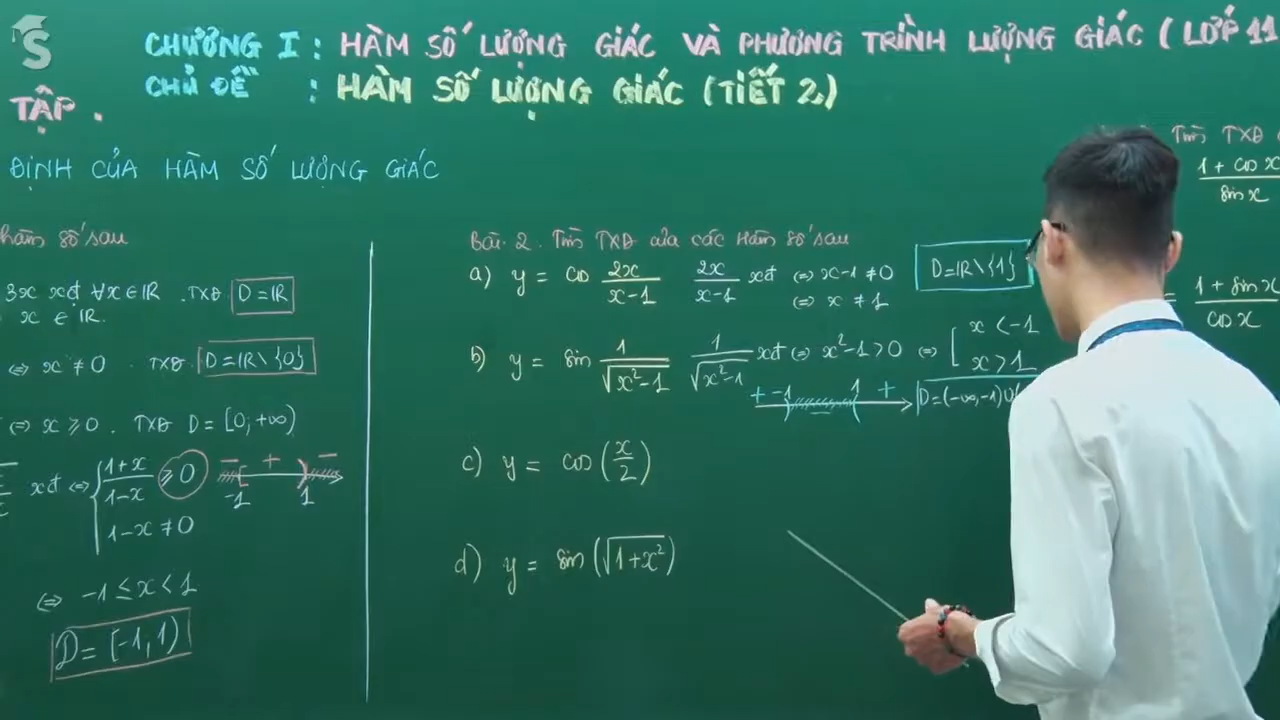 S
CHƯƠNG I : HÀM SỐ LƯỢNG GIÁC VÀ PHƯƠNG TRÌNH LƯỢNG GIÁC ( LỚP 11
CHỦ ĐỀ : HÀM SỐ LƯỢNG GIÁC (TIẾT 2)
TẬP .
ĐỊNH CỦA HÀM SỐ LƯỢNG GIÁC
hàm số sau
3x xđ ∀x ∈ ℝ . TXĐ D = ℝ
x ∈ ℝ.
⇔ x ≠ 0 . TXĐ. D = ℝ \ {0}
⇔ x ≥ 0 . TXĐ D = [0; +∞)
xđ ⇔ { (1+x)/(1-x) ≥ 0 - + -
-1 1
1-x ≠ 0
⇔ -1 ≤ x < 1
D = [-1, 1)
Bài. 2 . Tìm TXĐ của các hàm số sau
a) y = cos 2x/(x-1) 2x/(x-1) xđ ⇔ x-1 ≠ 0 D = ℝ \ {1}
⇔ x ≠ 1
b) y = sin 1/√(x²-1) 1/√(x²-1) xđ ⇔ x²-1 > 0 ⇔ [ x < -1
x > 1
+ -1 1 + D = (-∞, -1) ∪
c) y = cos (x/2)
d) y = sin (√(1+x²))
Tìm TXĐ
(1 + cos x)/(sin x)
= (1 + sin x)/(cos x)